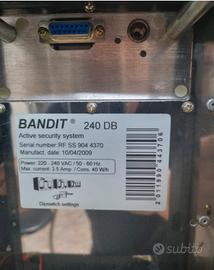 BANDIT® 240 DB
Active security system
Serial number: RF SS 904 4370
Manufact. date: 10/04/2009
Power: 220 - 240 VAC / 50 - 60 Hz.
Max. current: 3.5 Amp. / Cons. 40 W/h
Dipswitch settings
2011990443706
subito